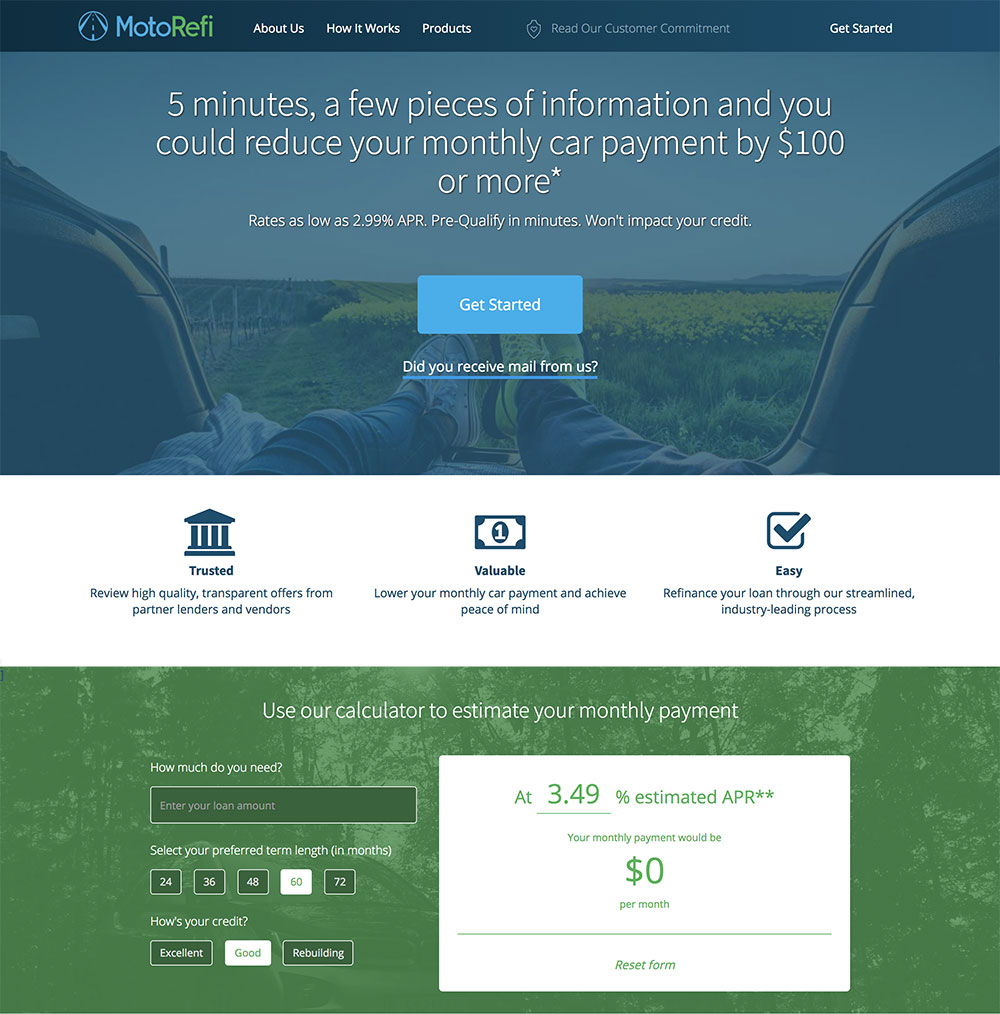 MotoRefi
About Us How It Works Products Read Our Customer Commitment Get Started
5 minutes, a few pieces of information and you
could reduce your monthly car payment by $100
or more*
Rates as low as 2.99% APR. Pre-Qualify in minutes. Won't impact your credit.
Get Started
Did you receive mail from us?
1
Trusted
Review high quality, transparent offers from
partner lenders and vendors
Valuable
Lower your monthly car payment and achieve
peace of mind
Easy
Refinance your loan through our streamlined,
industry-leading process
]
Use our calculator to estimate your monthly payment
How much do you need?
Enter your loan amount
Select your preferred term length (in months)
24 36 48 60 72
How's your credit?
Excellent Good Rebuilding
At 3.49 % estimated APR**
Your monthly payment would be
$0
per month
Reset form